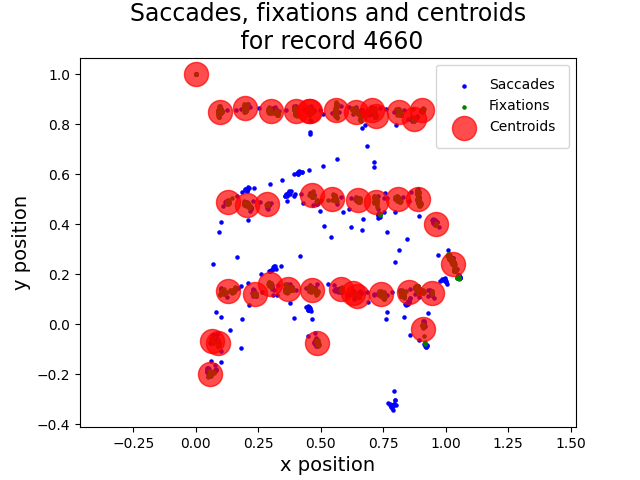 Saccades, fixations and centroids
for record 4660
1.0
0.8
0.6
0.4
0.2
0.0
−0.2
−0.4
y position
−0.25
0.00
0.25
0.50
0.75
1.00
1.25
1.50
x position
Saccades
Fixations
Centroids